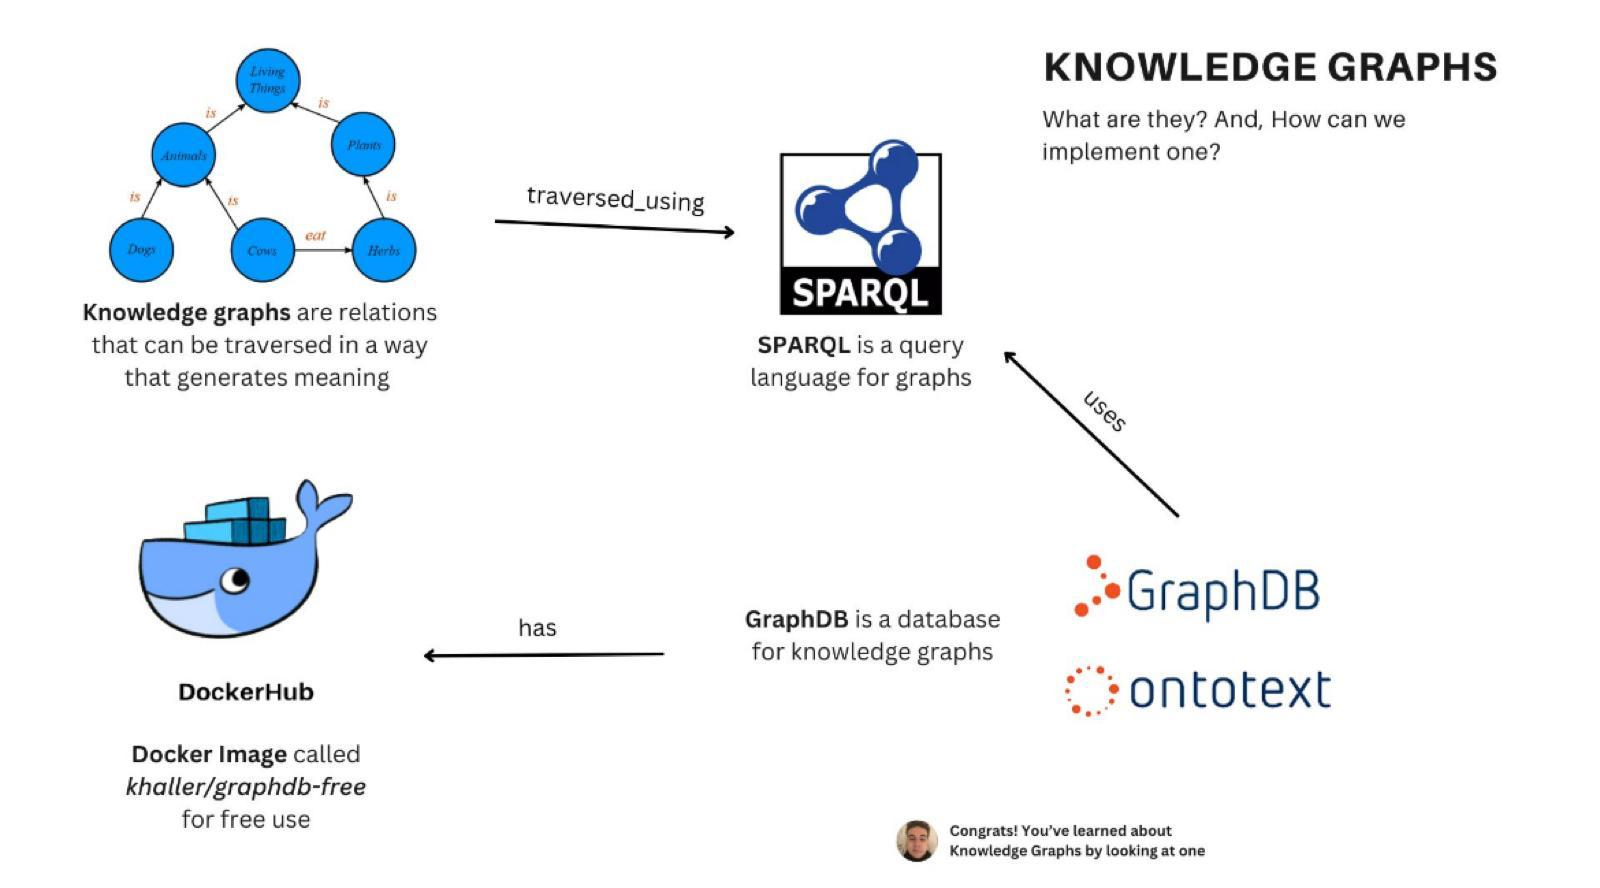 KNOWLEDGE GRAPHS
What are they? And, How can we
implement one?
Living
Things
is
is
Animals
Plants
is
is
is
Dogs
Cows
eat
Herbs
Knowledge graphs are relations
that can be traversed in a way
that generates meaning
traversed_using
SPARQL
SPARQL is a query
language for graphs
uses
GraphDB
ontotext
GraphDB is a database
for knowledge graphs
has
DockerHub
Docker Image called
khaller/graphdb-free
for free use
Congrats! You’ve learned about
Knowledge Graphs by looking at one